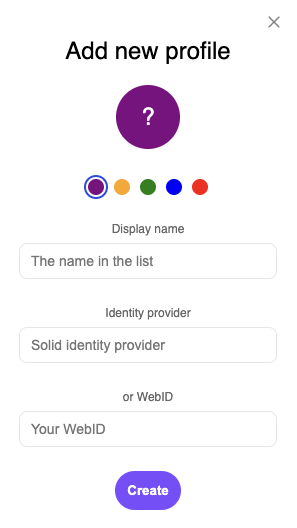 Add new profile
?
Display name
The name in the list
Identity provider
Solid identity provider
or WebID
Your WebID
Create